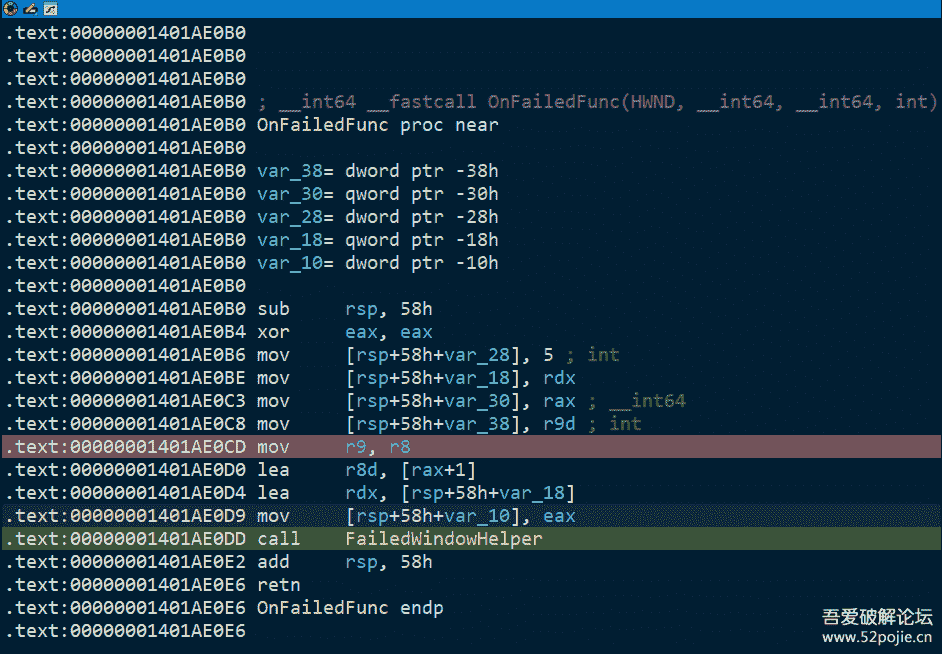 .text:00000001401AE0B0
.text:00000001401AE0B0
.text:00000001401AE0B0
.text:00000001401AE0B0 ; __int64 __fastcall OnFailedFunc(HWND, __int64, __int64, int)
.text:00000001401AE0B0 OnFailedFunc proc near
.text:00000001401AE0B0
.text:00000001401AE0B0 var_38= dword ptr -38h
.text:00000001401AE0B0 var_30= qword ptr -30h
.text:00000001401AE0B0 var_28= dword ptr -28h
.text:00000001401AE0B0 var_18= qword ptr -18h
.text:00000001401AE0B0 var_10= dword ptr -10h
.text:00000001401AE0B0
.text:00000001401AE0B0 sub     rsp, 58h
.text:00000001401AE0B4 xor     eax, eax
.text:00000001401AE0B6 mov     [rsp+58h+var_28], 5 ; int
.text:00000001401AE0BE mov     [rsp+58h+var_18], rdx
.text:00000001401AE0C3 mov     [rsp+58h+var_30], rax ; __int64
.text:00000001401AE0C8 mov     [rsp+58h+var_38], r9d ; int
.text:00000001401AE0CD mov     r9, r8
.text:00000001401AE0D0 lea     r8d, [rax+1]
.text:00000001401AE0D4 lea     rdx, [rsp+58h+var_18]
.text:00000001401AE0D9 mov     [rsp+58h+var_10], eax
.text:00000001401AE0DD call    FailedWindowHelper
.text:00000001401AE0E2 add     rsp, 58h
.text:00000001401AE0E6 retn
.text:00000001401AE0E6 OnFailedFunc endp
.text:00000001401AE0E6
吾爱破解论坛
www.52pojie.cn